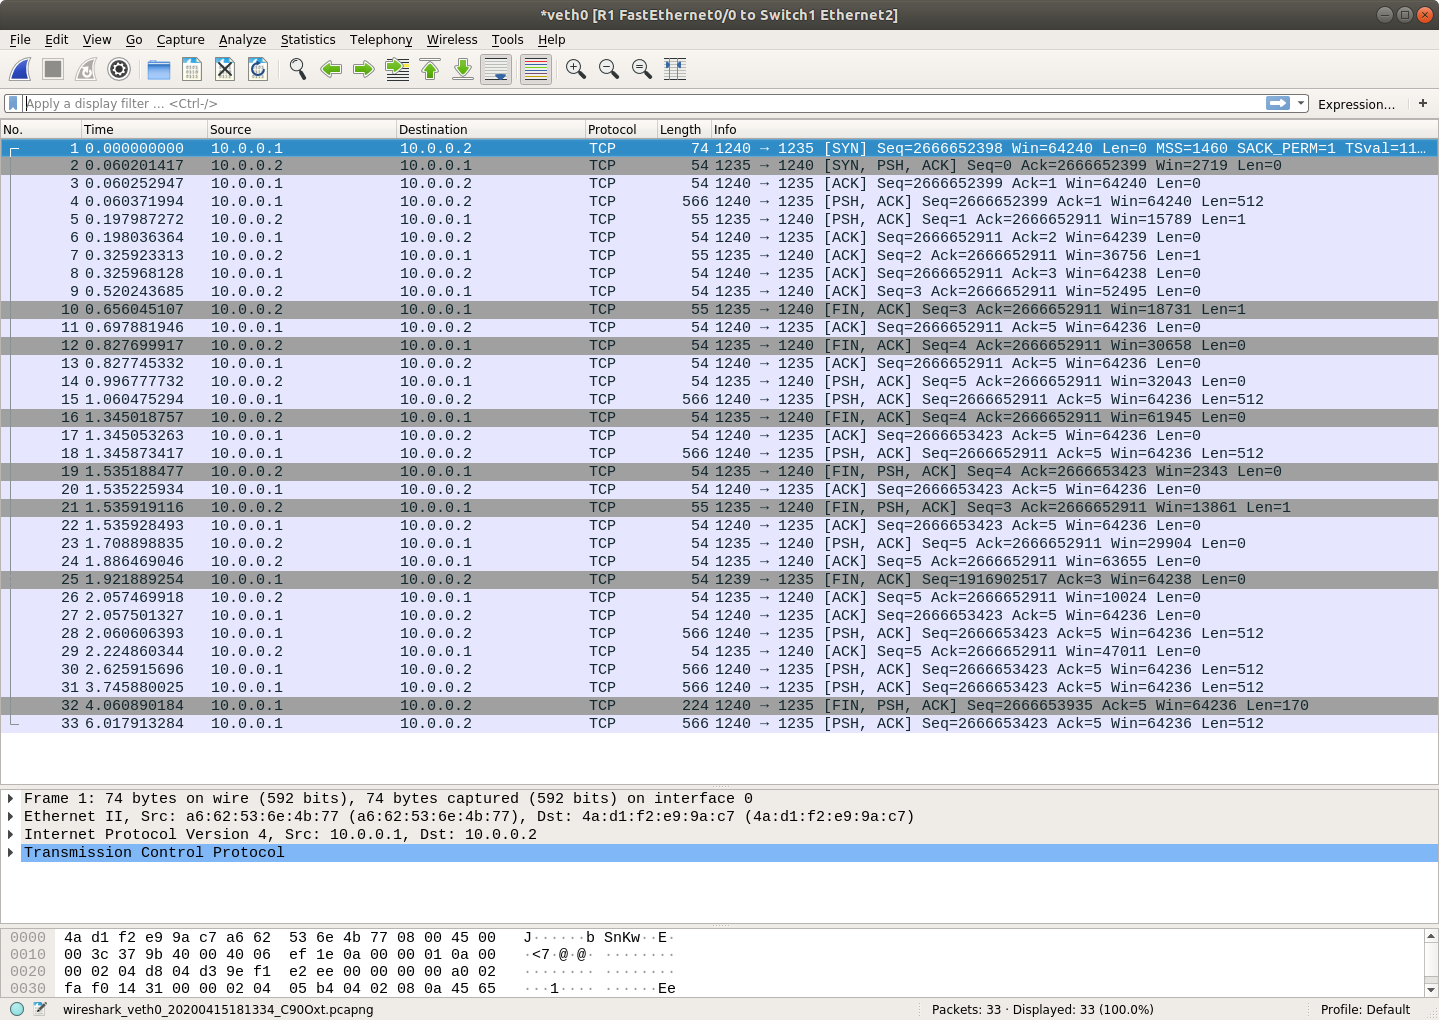 *veth0 [R1 FastEthernet0/0 to Switch1 Ethernet2]
File Edit View Go Capture Analyze Statistics Telephony Wireless Tools Help
Apply a display filter ... <Ctrl-/> Expression... +
No. Time Source Destination Protocol Length Info
1 0.000000000 10.0.0.1 10.0.0.2 TCP 74 1240 → 1235 [SYN] Seq=2666652398 Win=64240 Len=0 MSS=1460 SACK_PERM=1 TSval=11...
2 0.060201417 10.0.0.2 10.0.0.1 TCP 54 1235 → 1240 [SYN, PSH, ACK] Seq=0 Ack=2666652399 Win=2719 Len=0
3 0.060252947 10.0.0.1 10.0.0.2 TCP 54 1240 → 1235 [ACK] Seq=2666652399 Ack=1 Win=64240 Len=0
4 0.060371994 10.0.0.1 10.0.0.2 TCP 566 1240 → 1235 [PSH, ACK] Seq=2666652399 Ack=1 Win=64240 Len=512
5 0.197987272 10.0.0.2 10.0.0.1 TCP 55 1235 → 1240 [PSH, ACK] Seq=1 Ack=2666652911 Win=15789 Len=1
6 0.198036364 10.0.0.1 10.0.0.2 TCP 54 1240 → 1235 [ACK] Seq=2666652911 Ack=2 Win=64239 Len=0
7 0.325923313 10.0.0.2 10.0.0.1 TCP 55 1235 → 1240 [ACK] Seq=2 Ack=2666652911 Win=36756 Len=1
8 0.325968128 10.0.0.1 10.0.0.2 TCP 54 1240 → 1235 [ACK] Seq=2666652911 Ack=3 Win=64238 Len=0
9 0.520243685 10.0.0.2 10.0.0.1 TCP 54 1235 → 1240 [ACK] Seq=3 Ack=2666652911 Win=52495 Len=0
10 0.656045107 10.0.0.2 10.0.0.1 TCP 55 1235 → 1240 [FIN, ACK] Seq=3 Ack=2666652911 Win=18731 Len=1
11 0.697881946 10.0.0.1 10.0.0.2 TCP 54 1240 → 1235 [ACK] Seq=2666652911 Ack=5 Win=64236 Len=0
12 0.827699917 10.0.0.2 10.0.0.1 TCP 54 1235 → 1240 [FIN, ACK] Seq=4 Ack=2666652911 Win=30658 Len=0
13 0.827745332 10.0.0.1 10.0.0.2 TCP 54 1240 → 1235 [ACK] Seq=2666652911 Ack=5 Win=64236 Len=0
14 0.996777732 10.0.0.2 10.0.0.1 TCP 54 1235 → 1240 [PSH, ACK] Seq=5 Ack=2666652911 Win=32043 Len=0
15 1.060475294 10.0.0.1 10.0.0.2 TCP 566 1240 → 1235 [PSH, ACK] Seq=2666652911 Ack=5 Win=64236 Len=512
16 1.345018757 10.0.0.2 10.0.0.1 TCP 54 1235 → 1240 [FIN, ACK] Seq=4 Ack=2666652911 Win=61945 Len=0
17 1.345053263 10.0.0.1 10.0.0.2 TCP 54 1240 → 1235 [ACK] Seq=2666653423 Ack=5 Win=64236 Len=0
18 1.345873417 10.0.0.1 10.0.0.2 TCP 566 1240 → 1235 [PSH, ACK] Seq=2666652911 Ack=5 Win=64236 Len=512
19 1.535188477 10.0.0.2 10.0.0.1 TCP 54 1235 → 1240 [FIN, PSH, ACK] Seq=4 Ack=2666653423 Win=2343 Len=0
20 1.535225934 10.0.0.1 10.0.0.2 TCP 54 1240 → 1235 [ACK] Seq=2666653423 Ack=5 Win=64236 Len=0
21 1.535919116 10.0.0.2 10.0.0.1 TCP 55 1235 → 1240 [FIN, PSH, ACK] Seq=3 Ack=2666652911 Win=13861 Len=1
22 1.535928493 10.0.0.1 10.0.0.2 TCP 54 1240 → 1235 [ACK] Seq=2666653423 Ack=5 Win=64236 Len=0
23 1.708898835 10.0.0.2 10.0.0.1 TCP 54 1235 → 1240 [PSH, ACK] Seq=5 Ack=2666652911 Win=29904 Len=0
24 1.886469046 10.0.0.2 10.0.0.1 TCP 54 1235 → 1240 [ACK] Seq=5 Ack=2666652911 Win=63655 Len=0
25 1.921889254 10.0.0.1 10.0.0.2 TCP 54 1239 → 1235 [FIN, ACK] Seq=1916902517 Ack=3 Win=64238 Len=0
26 2.057469918 10.0.0.2 10.0.0.1 TCP 54 1235 → 1240 [ACK] Seq=5 Ack=2666652911 Win=10024 Len=0
27 2.057501327 10.0.0.1 10.0.0.2 TCP 54 1240 → 1235 [ACK] Seq=2666653423 Ack=5 Win=64236 Len=0
28 2.060606393 10.0.0.1 10.0.0.2 TCP 566 1240 → 1235 [PSH, ACK] Seq=2666653423 Ack=5 Win=64236 Len=512
29 2.224860344 10.0.0.2 10.0.0.1 TCP 54 1235 → 1240 [ACK] Seq=5 Ack=2666652911 Win=47011 Len=0
30 2.625915696 10.0.0.1 10.0.0.2 TCP 566 1240 → 1235 [PSH, ACK] Seq=2666653423 Ack=5 Win=64236 Len=512
31 3.745880025 10.0.0.1 10.0.0.2 TCP 566 1240 → 1235 [PSH, ACK] Seq=2666653423 Ack=5 Win=64236 Len=512
32 4.060890184 10.0.0.1 10.0.0.2 TCP 224 1240 → 1235 [FIN, PSH, ACK] Seq=2666653935 Ack=5 Win=64236 Len=170
33 6.017913284 10.0.0.1 10.0.0.2 TCP 566 1240 → 1235 [PSH, ACK] Seq=2666653423 Ack=5 Win=64236 Len=512
Frame 1: 74 bytes on wire (592 bits), 74 bytes captured (592 bits) on interface 0
Ethernet II, Src: a6:62:53:6e:4b:77 (a6:62:53:6e:4b:77), Dst: 4a:d1:f2:e9:9a:c7 (4a:d1:f2:e9:9a:c7)
Internet Protocol Version 4, Src: 10.0.0.1, Dst: 10.0.0.2
Transmission Control Protocol
0000 4a d1 f2 e9 9a c7 a6 62 53 6e 4b 77 08 00 45 00 J······b SnKw··E·
0010 00 3c 37 9b 40 00 40 06 ef 1e 0a 00 00 01 0a 00 ·<7·@·@· ········
0020 00 02 04 d8 04 d3 9e f1 e2 ee 00 00 00 00 a0 02 ········ ········
0030 fa f0 14 31 00 00 02 04 05 b4 04 02 08 0a 45 65 ···1···· ······Ee
wireshark_veth0_20200415181334_C90Oxt.pcapng Packets: 33 · Displayed: 33 (100.0%) Profile: Default